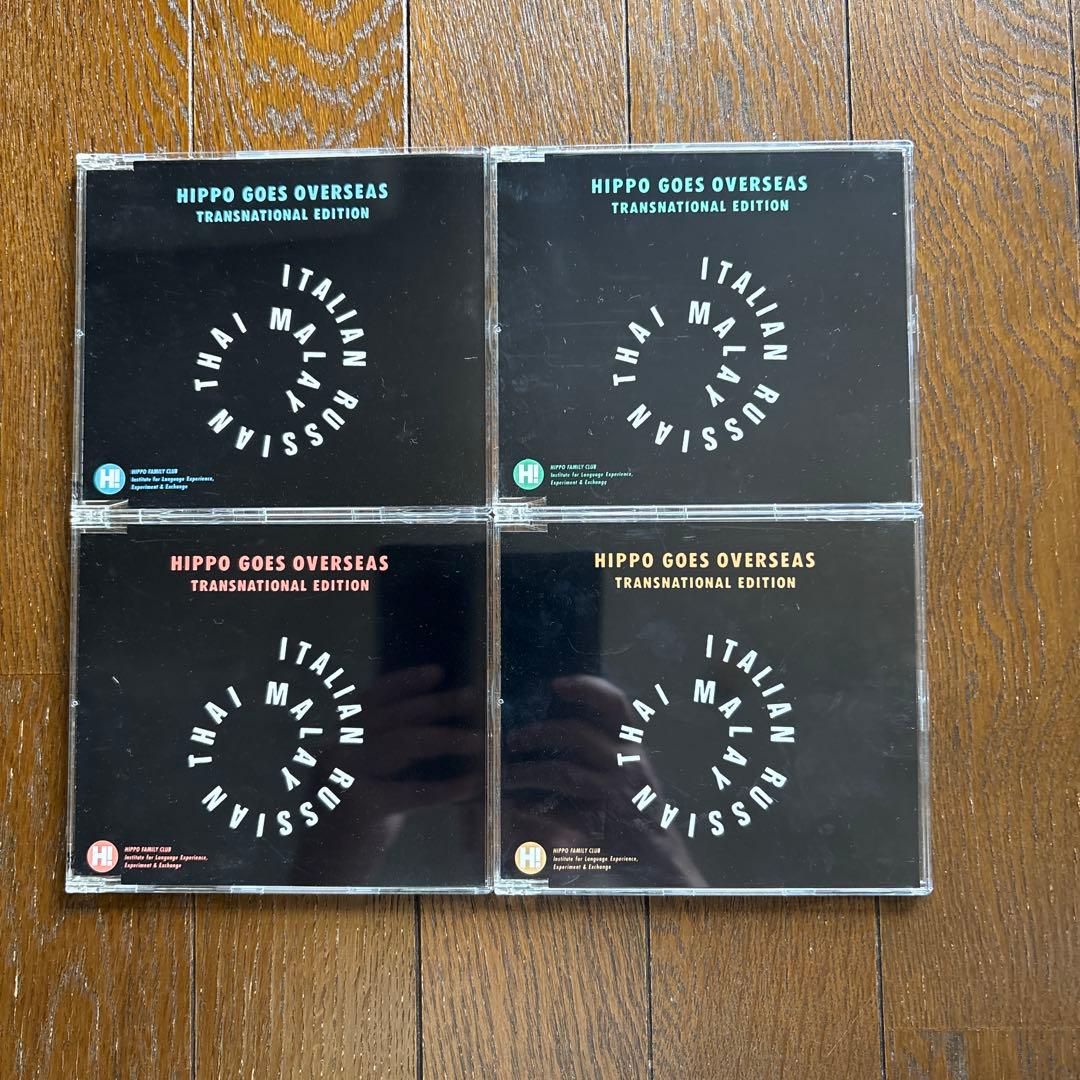 HIPPO GOES OVERSEAS
TRANSNATIONAL EDITION
ITALIAN RUSSIAN THAI
MALAY
H!
HIPPO FAMILY CLUB
Institute for Language Experience,
Experiment & Exchange
HIPPO GOES OVERSEAS
TRANSNATIONAL EDITION
ITALIAN RUSSIAN THAI
MALAY
H!
HIPPO FAMILY CLUB
Institute for Language Experience,
Experiment & Exchange
HIPPO GOES OVERSEAS
TRANSNATIONAL EDITION
ITALIAN RUSSIAN THAI
MALAY
H!
HIPPO FAMILY CLUB
Institute for Language Experience,
Experiment & Exchange
HIPPO GOES OVERSEAS
TRANSNATIONAL EDITION
ITALIAN RUSSIAN THAI
MALAY
H!
HIPPO FAMILY CLUB
Institute for Language Experience,
Experiment & Exchange